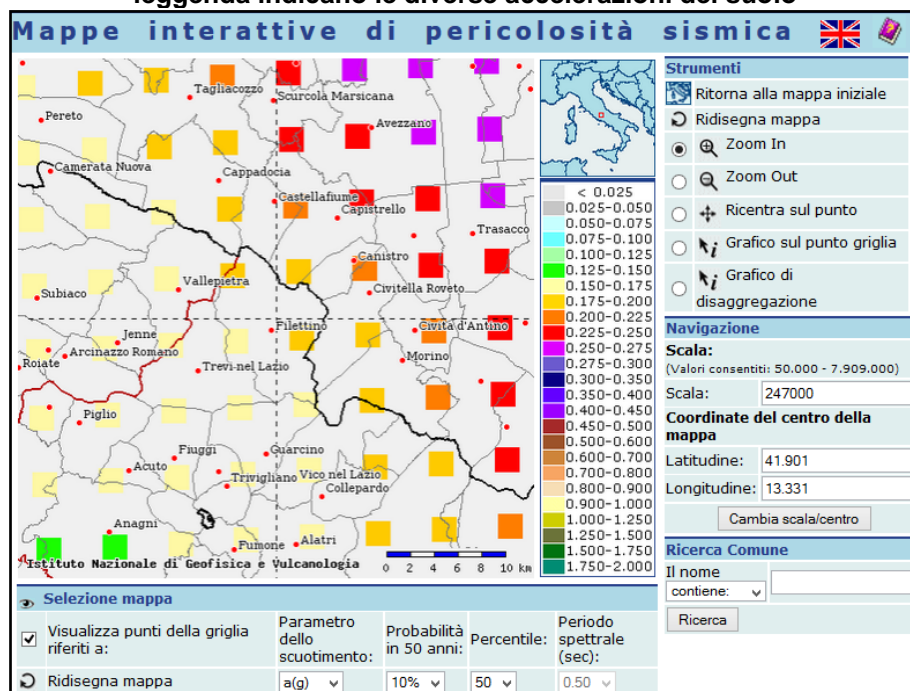 leggenda indicano le diverse accelerazioni del suolo
Mappe interattive di pericolosità sismica
Tagliacozzo
Scurcola Marsicana
Pereto
Avezzano
Camerata Nuova
Cappadocia
Castellafiume
Capistrello
Trasacco
Canistro
Vallepietra
Civitella Roveto
Subiaco
Filettino
Civita d'Antino
Jenne
Arcinazzo Romano
Morino
Roiate
Trevi nel Lazio
Piglio
Fiuggi
Guarcino
Acuto
Trivigliano
Vico nel Lazio
Collepardo
Anagni
Fumone
Alatri
Istituto Nazionale di Geofisica e Vulcanologia
0 2 4 6 8 10 km
< 0.025
0.025-0.050
0.050-0.075
0.075-0.100
0.100-0.125
0.125-0.150
0.150-0.175
0.175-0.200
0.200-0.225
0.225-0.250
0.250-0.275
0.275-0.300
0.300-0.350
0.350-0.400
0.400-0.450
0.450-0.500
0.500-0.600
0.600-0.700
0.700-0.800
0.800-0.900
0.900-1.000
1.000-1.250
1.250-1.500
1.500-1.750
1.750-2.000
Strumenti
Ritorna alla mappa iniziale
Ridisegna mappa
Zoom In
Zoom Out
Ricentra sul punto
Grafico sul punto griglia
Grafico di
disaggregazione
Navigazione
Scala:
(Valori consentiti: 50.000 - 7.909.000)
Scala: 247000
Coordinate del centro della
mappa
Latitudine: 41.901
Longitudine: 13.331
Cambia scala/centro
Ricerca Comune
Il nome
contiene:
Ricerca
Selezione mappa
Visualizza punti della griglia
riferiti a:
Parametro
dello
scuotimento:
Probabilità
in 50 anni:
Percentile:
Periodo
spettrale
(sec):
Ridisegna mappa
a(g) 10% 50 0.50